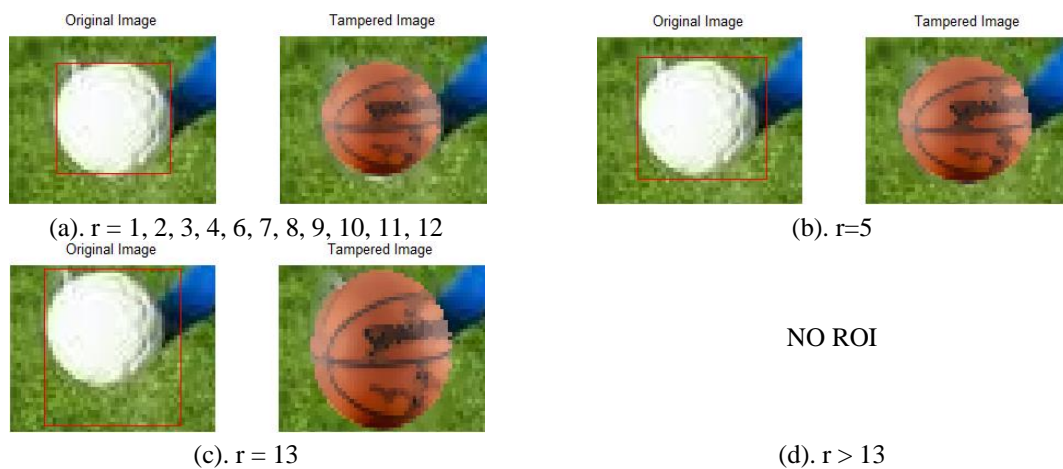 Original Image
Tampered Image
Original Image
Tampered Image
(a). r = 1, 2, 3, 4, 6, 7, 8, 9, 10, 11, 12
(b). r=5
Original Image
Tampered Image
NO ROI
(c). r = 13
(d). r > 13